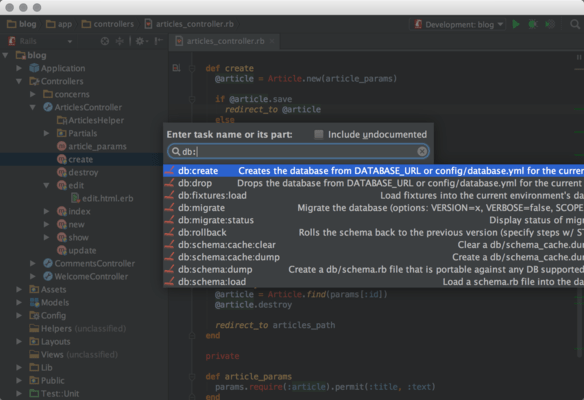 blog app controllers articles_controller.rb Development: blog
Rails articles_controller.rb
blog
Application
Controllers
concerns
ArticlesController
ArticlesHelper
Partials
article_params
create
destroy
edit
edit.html.erb
index
new
show
update
CommentsController
WelcomeController
Assets
Models
Config
Helpers (unclassified)
Layouts
Views (unclassified)
Lib
Public
Test::Unit
def create
@article = Article.new(article_params)
if @article.save
redirect_to @article
else
Enter task name or its part: Include undocumented
db:
db:create Creates the database from DATABASE_URL or config/database.yml for the curren
db:drop Drops the database from DATABASE_URL or config/database.yml for the current
db:fixtures:load Load fixtures into the current environment's da
db:migrate Migrate the database (options: VERSION=x, VERBOSE=false, SCOPE
db:migrate:status Display status of mig
db:rollback Rolls the schema back to the previous version (specify steps w/ ST
db:schema:cache:clear Clear a db/schema_cache.du
db:schema:cache:dump Create a db/schema_cache.du
db:schema:dump Create a db/schema.rb file that is portable against any DB supported
db:schema:load Load a schema.rb file into the da
@article = Article.find(params[:id])
@article.destroy
redirect_to articles_path
end
private
def article_params
params.require(:article).permit(:title, :text)
end